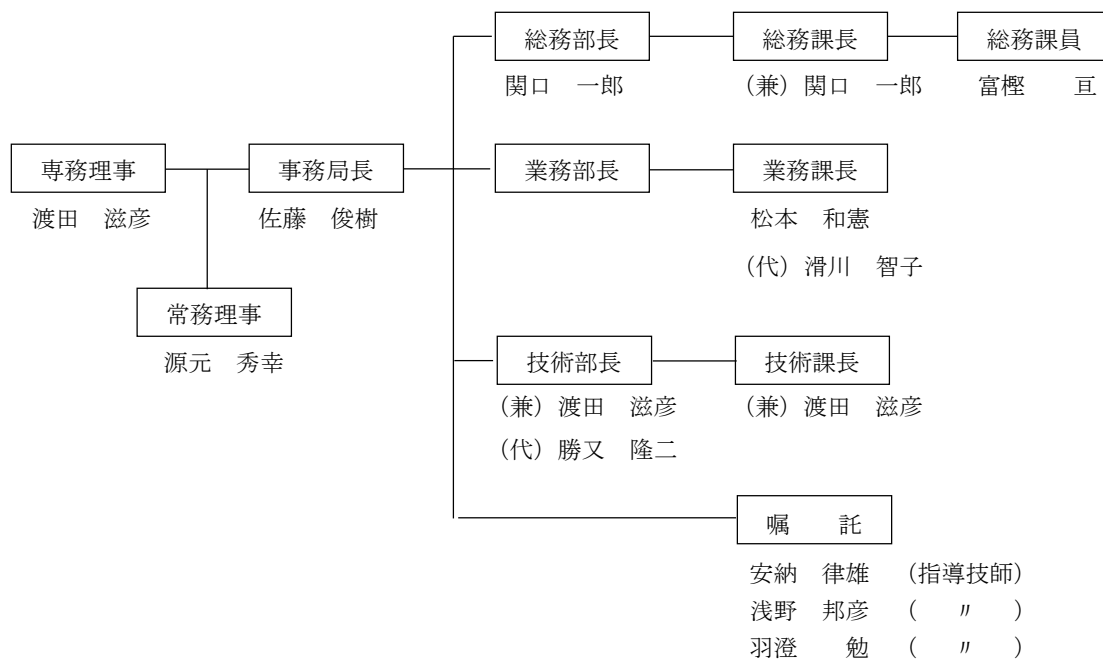 総務部長 総務課長 総務課員
関口　一郎 （兼）関口　一郎 富樫　　亘
専務理事 事務局長 業務部長 業務課長
渡田　滋彦 佐藤　俊樹 松本　和憲
（代）滑川　智子
常務理事
源元　秀幸
技術部長 技術課長
（兼）渡田　滋彦 （兼）渡田　滋彦
（代）勝又　隆二
嘱　　託
安納　律雄　（指導技師）
浅野　邦彦　（　〃　）
羽澄　　勉　（　〃　）